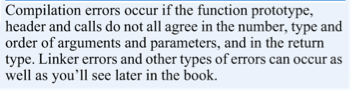 Compilation errors occur if the function prototype,
header and calls do not all agree in the number, type and
order of arguments and parameters, and in the return
type. Linker errors and other types of errors can occur as
well as you’ll see later in the book.